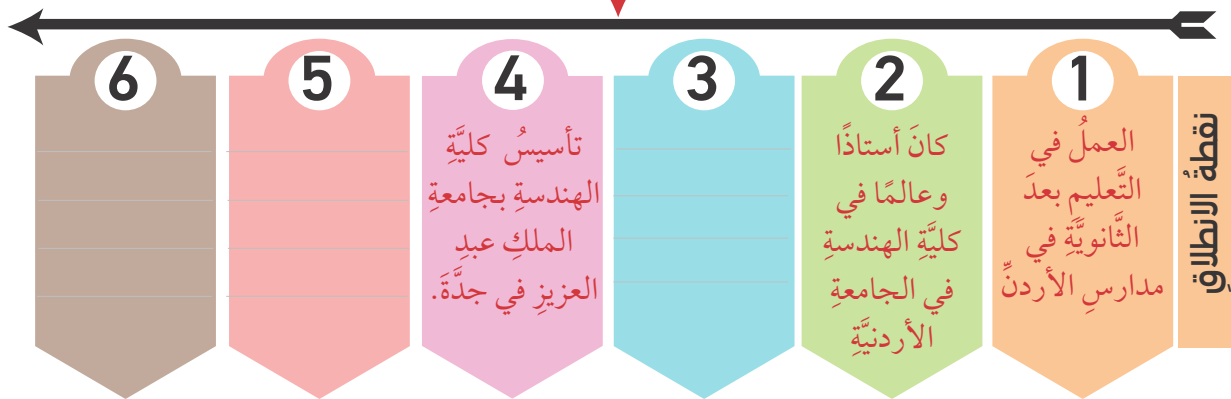 نقطةُ الانطلاقِ
1
العملُ في
التَّعليمِ بعدَ
الثَّانويَّةِ في
مدارسِ الأردنِّ
2
كانَ أستاذًا
وعالمًا في
كليَّةِ الهندسةِ
في الجامعةِ
الأردنيَّةِ
3
4
تأسيسُ كليَّةِ
الهندسةِ بجامعةِ
الملكِ عبدِ
العزيزِ في جدَّةَ.
5
6